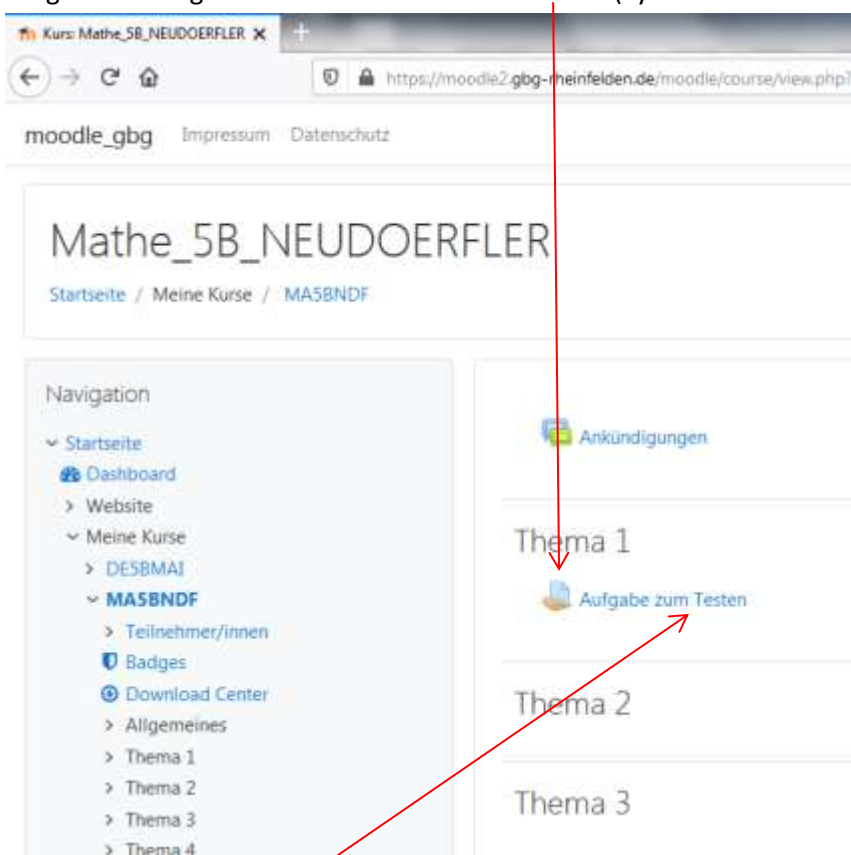 Kurs: Mathe_5B_NEUDOERFLER
https://moodle2.gbg-rheinfelden.de/moodle/course/view.php?
moodle_gbg Impressum Datenschutz
Mathe_5B_NEUDOERFLER
Startseite / Meine Kurse / MA5BNDF
Navigation
Startseite
Dashboard
Website
Meine Kurse
DE5BMAI
MA5BNDF
Teilnehmer/innen
Badges
Download Center
Allgemeines
Thema 1
Thema 2
Thema 3
Thema 4
Ankündigungen
Thema 1
Aufgabe zum Testen
Thema 2
Thema 3